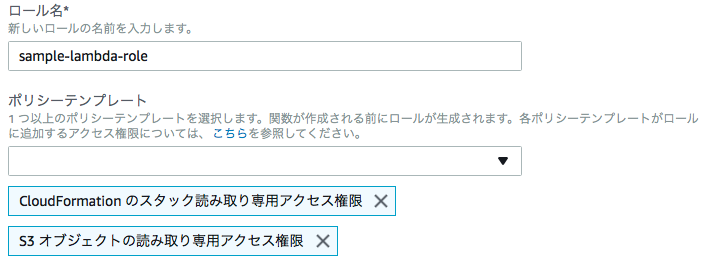 ロール名*
新しいロールの名前を入力します。
sample-lambda-role
ポリシーテンプレート
1 つ以上のポリシーテンプレートを選択します。関数が作成される前にロールが生成されます。各ポリシーテンプレートがロール
に追加するアクセス権限については、こちらを参照してください。
CloudFormation のスタック読み取り専用アクセス権限
S3 オブジェクトの読み取り専用アクセス権限